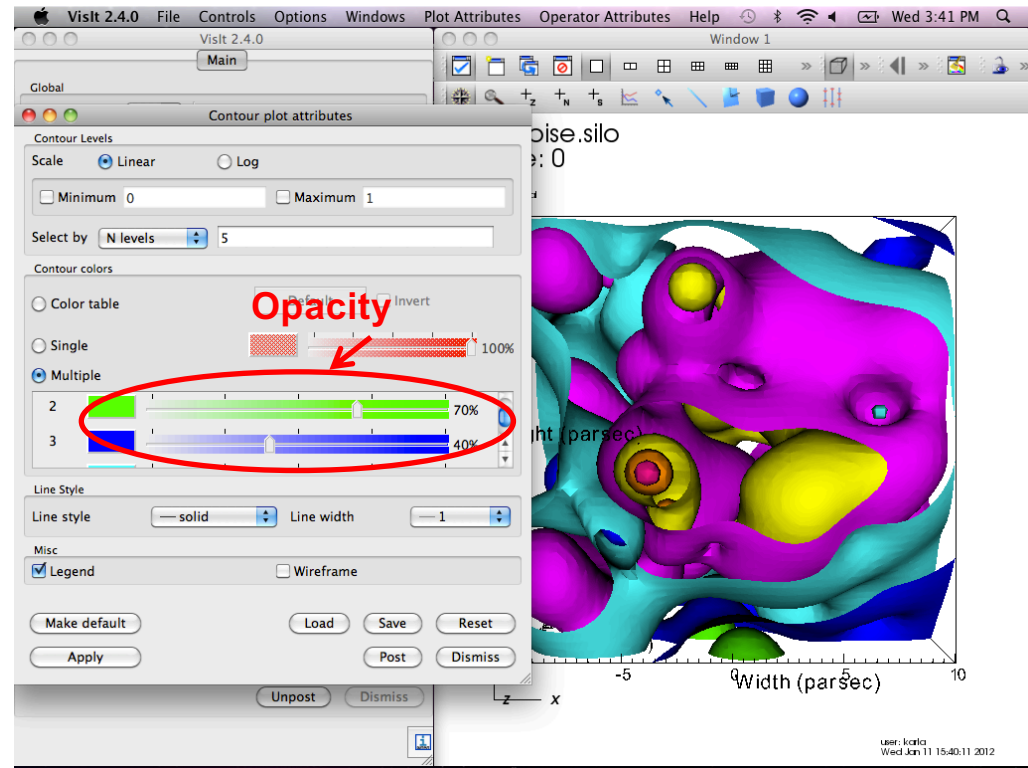 VisIt 2.4.0 File Controls Options Windows Plot Attributes Operator Attributes Help Wed 3:41 PM
VisIt 2.4.0
Main
Global
Contour plot attributes
Contour Levels
Scale Linear Log
Minimum 0 Maximum 1
Select by N levels 5
Contour colors
Color table Default Invert
Opacity
Single 100%
Multiple
2 70%
3 40%
Line Style
Line style solid Line width 1
Misc
Legend Wireframe
Make default Load Save Reset
Apply Post Dismiss
Unpost Dismiss
Window 1
oise.silo
: 0
ght (parsec)
-5 0 5 10
Width (parsec)
z x
user: karla
Wed Jan 11 15:40:11 2012